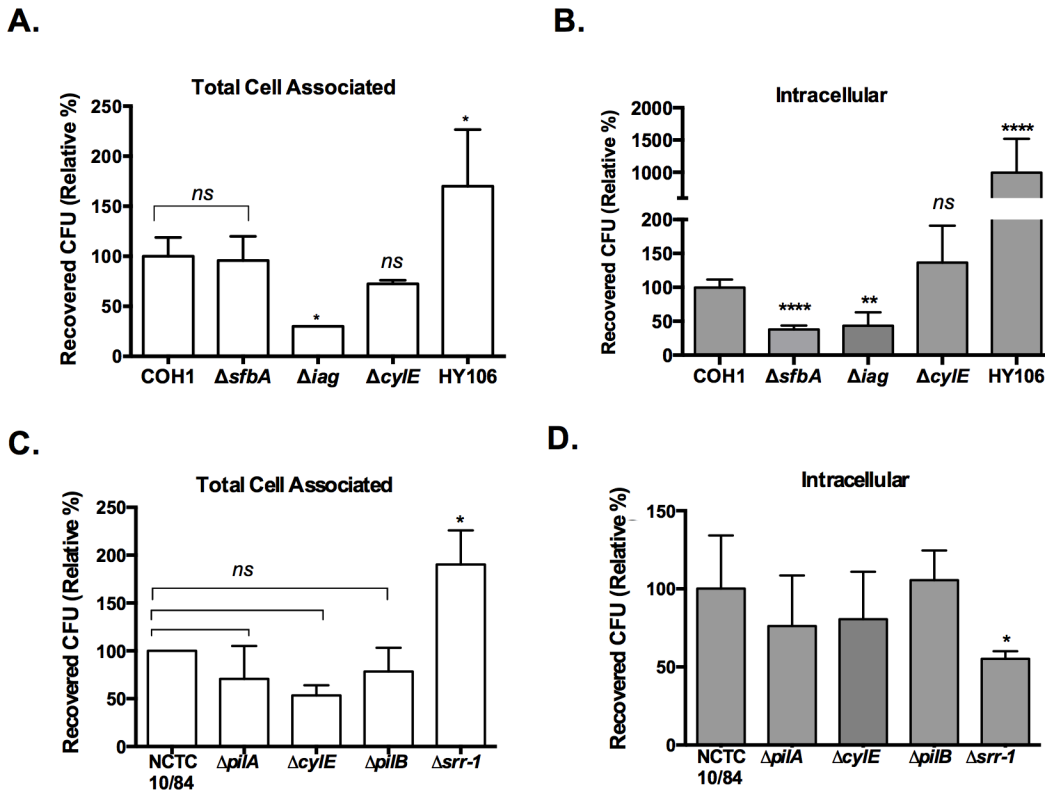 A.
Total Cell Associated
Recovered CFU (Relative %)
250
200
150
100
50
0
ns
*
ns
*
COH1 ΔsfbA Δiag ΔcylE HY106
B.
Intracellular
Recovered CFU (Relative %)
2000
1500
1000
200
150
100
50
0
****
**
ns
****
COH1 ΔsfbA Δiag ΔcylE HY106
C.
Total Cell Associated
Recovered CFU (Relative %)
250
200
150
100
50
0
ns
*
NCTC ΔpilA ΔcylE ΔpilB Δsrr-1
10/84
D.
Intracellular
Recovered CFU (Relative %)
150
100
50
0
*
NCTC ΔpilA ΔcylE ΔpilB Δsrr-1
10/84